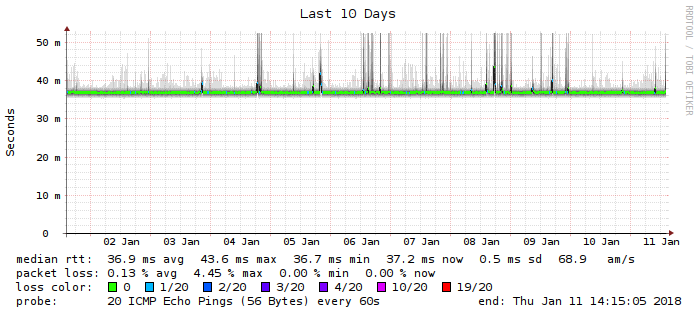 Last 10 Days
RRDTOOL / TOBI OETIKER
Seconds
50 m
40 m
30 m
20 m
10 m
0
02 Jan 03 Jan 04 Jan 05 Jan 06 Jan 07 Jan 08 Jan 09 Jan 10 Jan 11 Jan
median rtt: 36.9 ms avg 43.6 ms max 36.7 ms min 37.2 ms now 0.5 ms sd 68.9 am/s
packet loss: 0.13 % avg 4.45 % max 0.00 % min 0.00 % now
loss color: 0 1/20 2/20 3/20 4/20 10/20 19/20
probe: 20 ICMP Echo Pings (56 Bytes) every 60s end: Thu Jan 11 14:15:05 2018